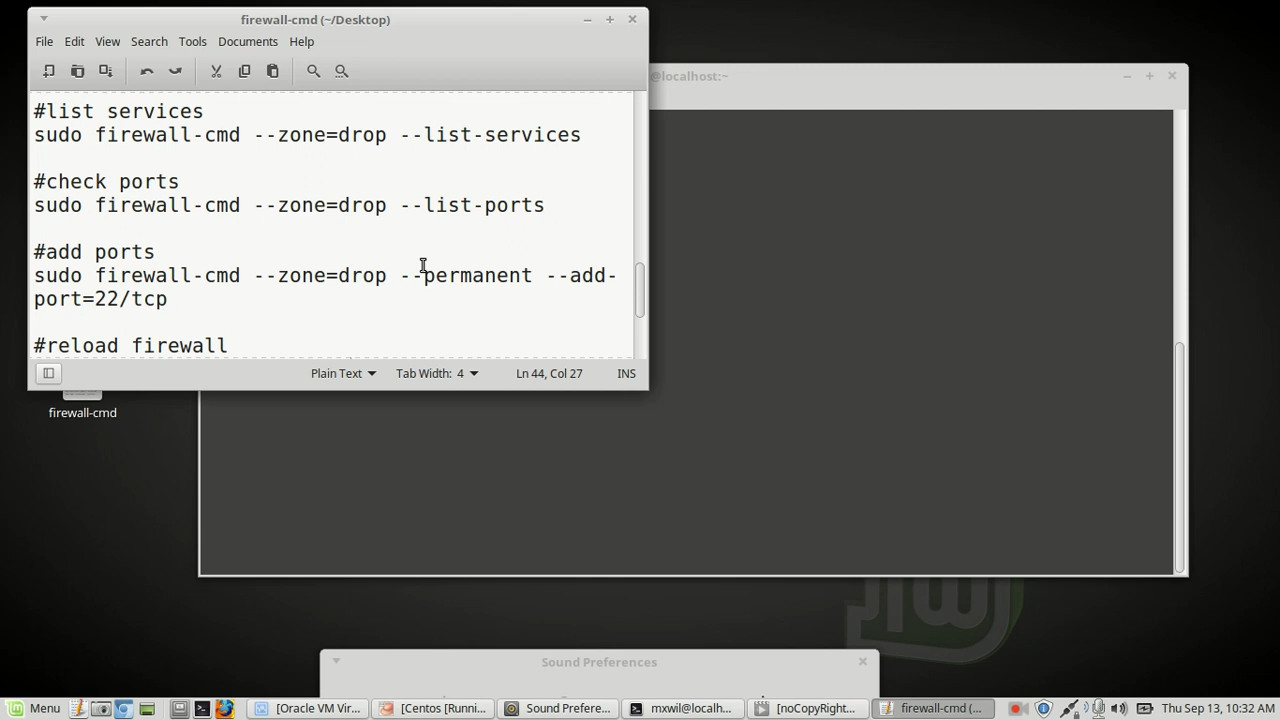 firewall-cmd (~/Desktop)
File Edit View Search Tools Documents Help
#list services
sudo firewall-cmd --zone=drop --list-services
#check ports
sudo firewall-cmd --zone=drop --list-ports
#add ports
sudo firewall-cmd --zone=drop --permanent --add-
port=22/tcp
#reload firewall
Plain Text Tab Width: 4 Ln 44, Col 27 INS
@localhost:~
firewall-cmd
Sound Preferences
Menu [Oracle VM Vir... [Centos [Runni... Sound Prefere... mxwil@localh... [noCopyRigh... firewall-cmd (... Thu Sep 13, 10:32 AM